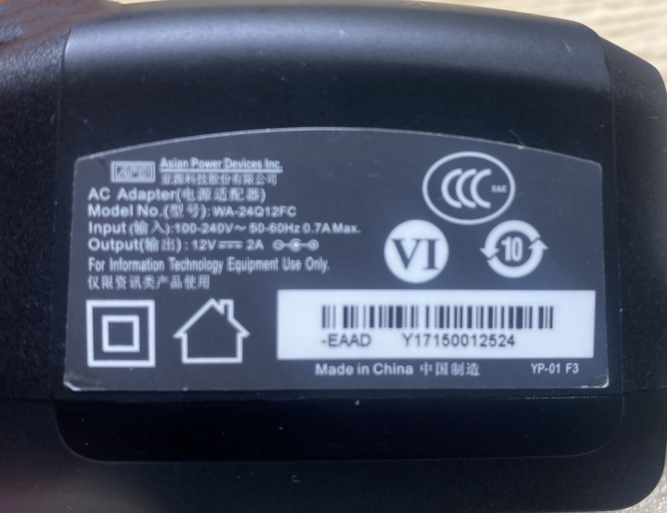 APD Asian Power Devices Inc.
亚源科技股份有限公司
AC Adapter(电源适配器)
Model No.(型号): WA-24Q12FC
Input (输入):100-240V~ 50-60Hz 0.7A Max.
Output(输出): 12V⎓ 2A
For Information Technology Equipment Use Only.
仅限资讯类产品使用
CCC S&E
VI
10
-EAAD Y17150012524
Made in China 中国制造 YP-01 F3